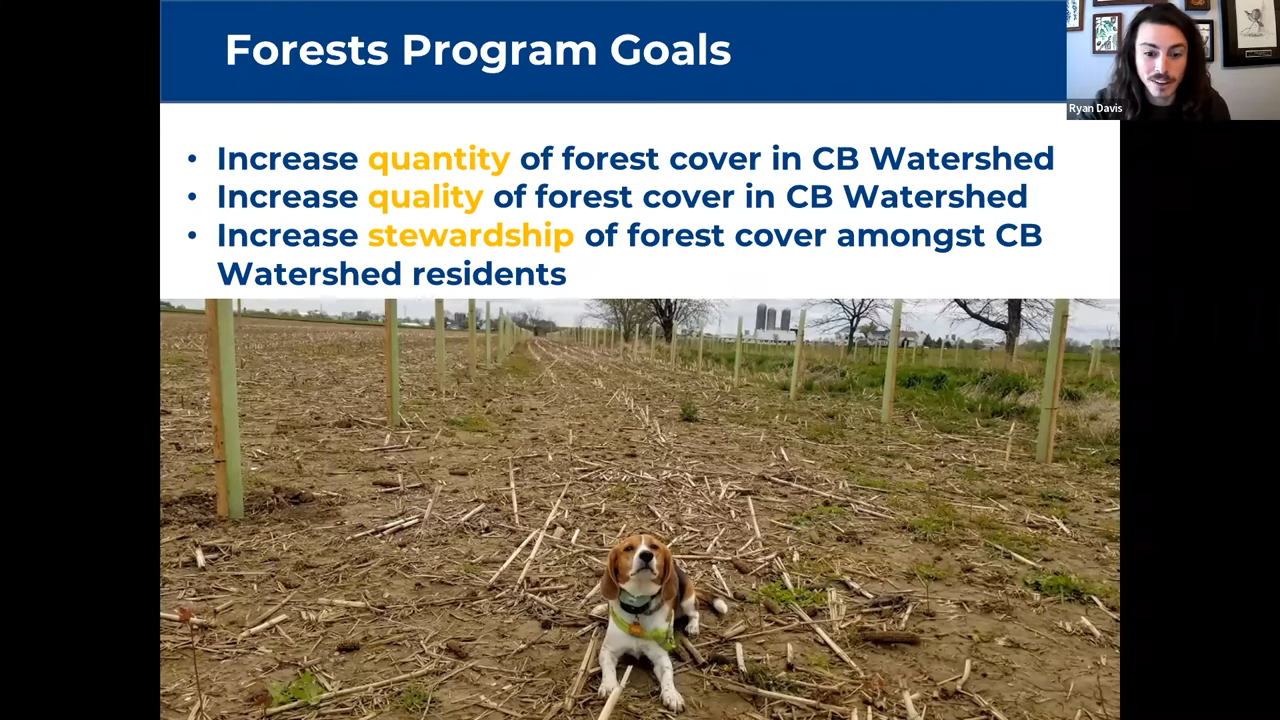 Forests Program Goals
Ryan Davis
• Increase quantity of forest cover in CB Watershed
• Increase quality of forest cover in CB Watershed
• Increase stewardship of forest cover amongst CB
Watershed residents